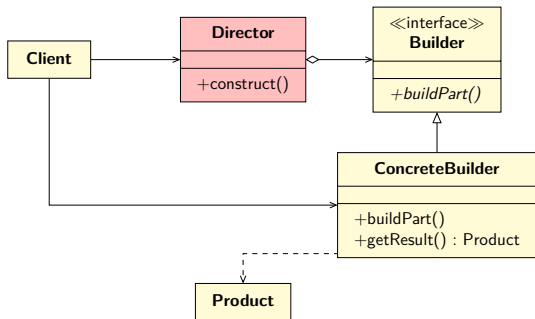 Client
Director
+construct()
≪interface≫
Builder
+buildPart()
ConcreteBuilder
+buildPart()
+getResult() : Product
Product